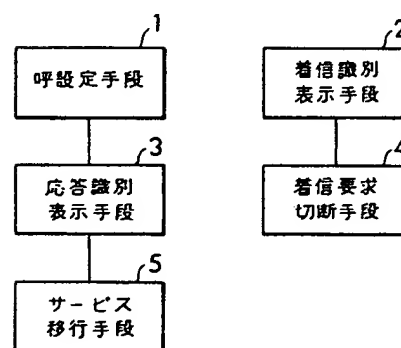 1
呼設定手段
3
応答識別
表示手段
5
サービス
移行手段
2
着信識別
表示手段
4
着信要求
切断手段